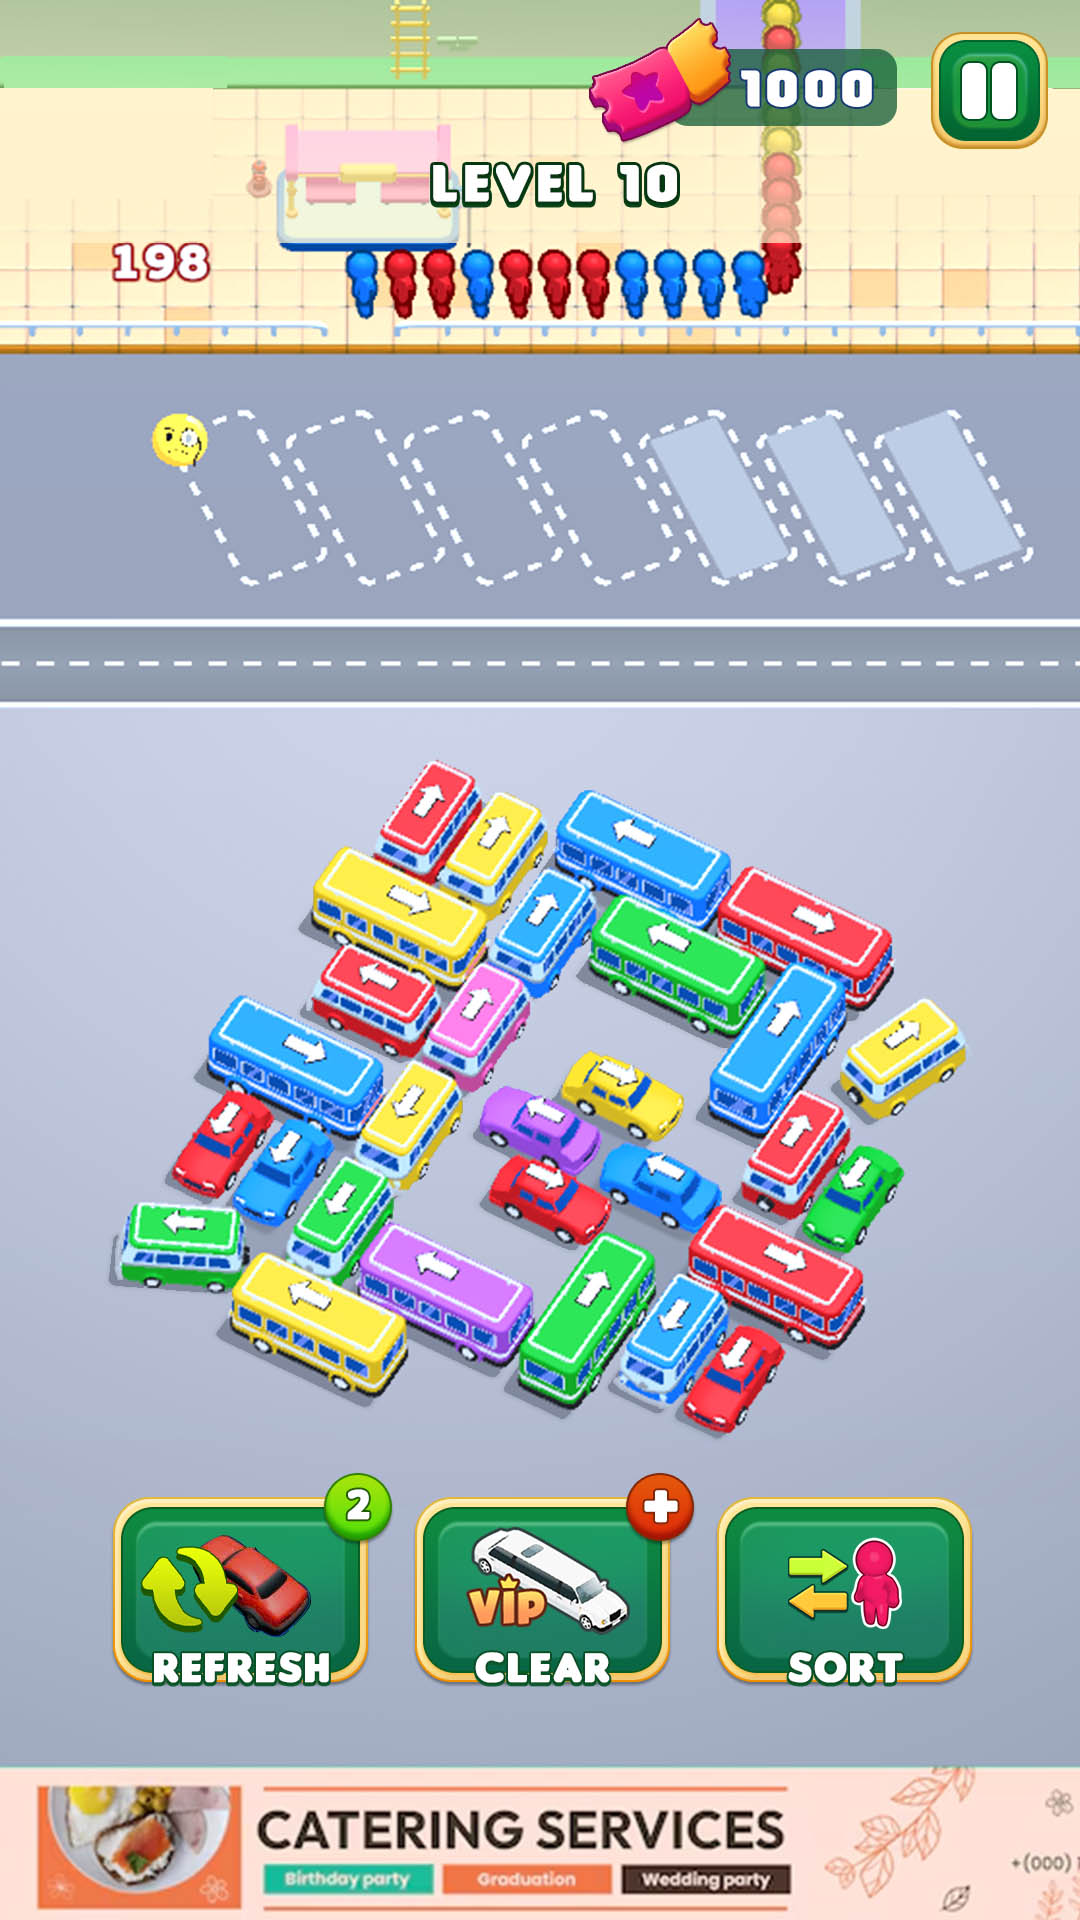 1000
LEVEL 10
198
2
VIP
REFRESH
CLEAR
SORT
CATERING SERVICES
Birthday party
Graduation
Wedding party
+(000)